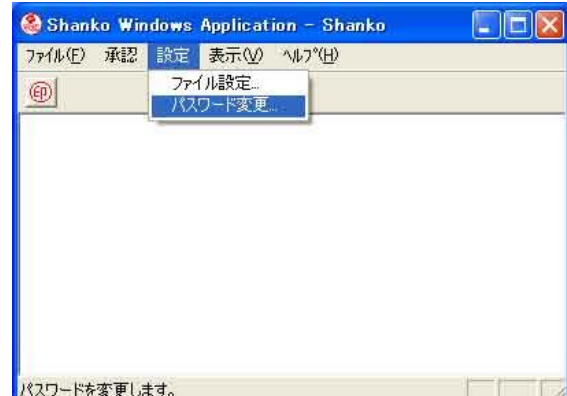 Shanko Windows Application - Shanko
ファイル(F) 承認 設定 表示(V) ヘルプ(H)
印
ファイル設定...
パスワード変更...
パスワードを変更します。